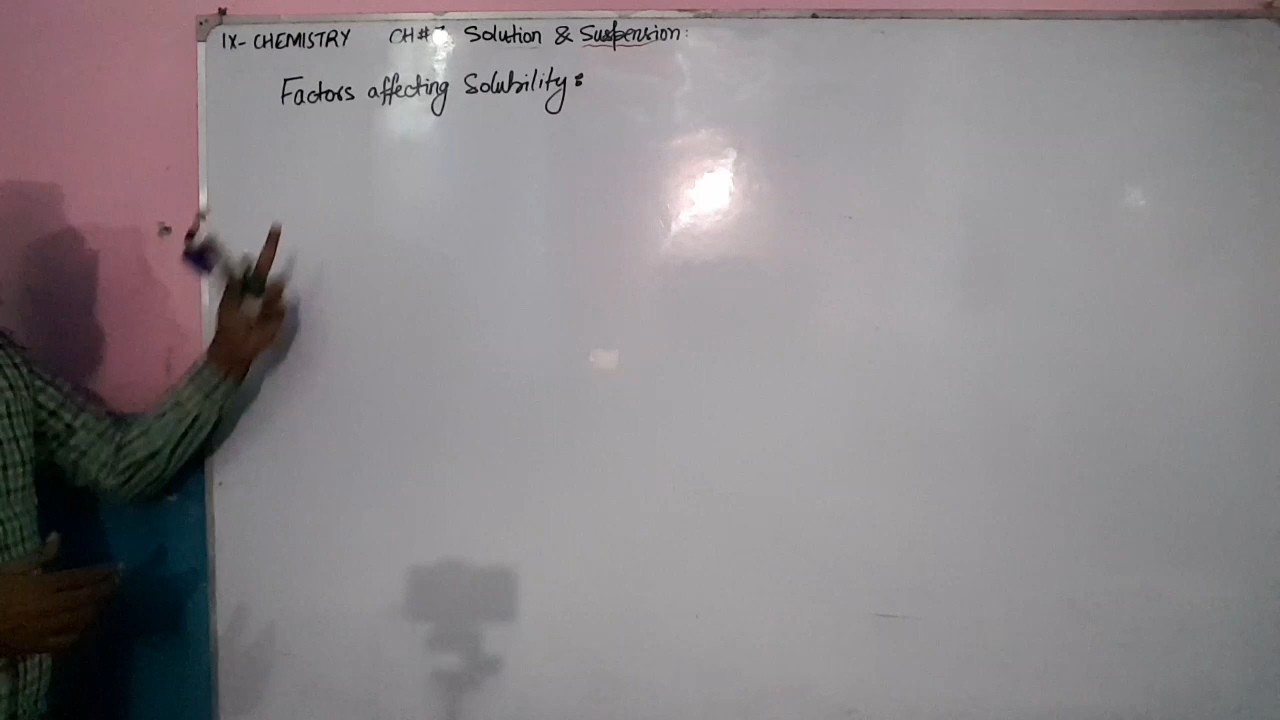 IX- CHEMISTRY CH# Solution & Suspension:
Factors affecting Solubility: